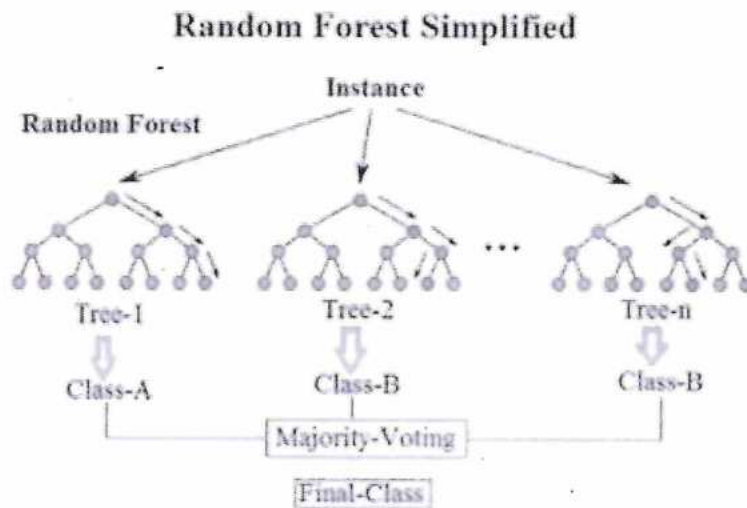 Random Forest Simplified
Instance
Random Forest
...
Tree-1 Tree-2 Tree-n
Class-A Class-B Class-B
Majority-Voting
Final-Class